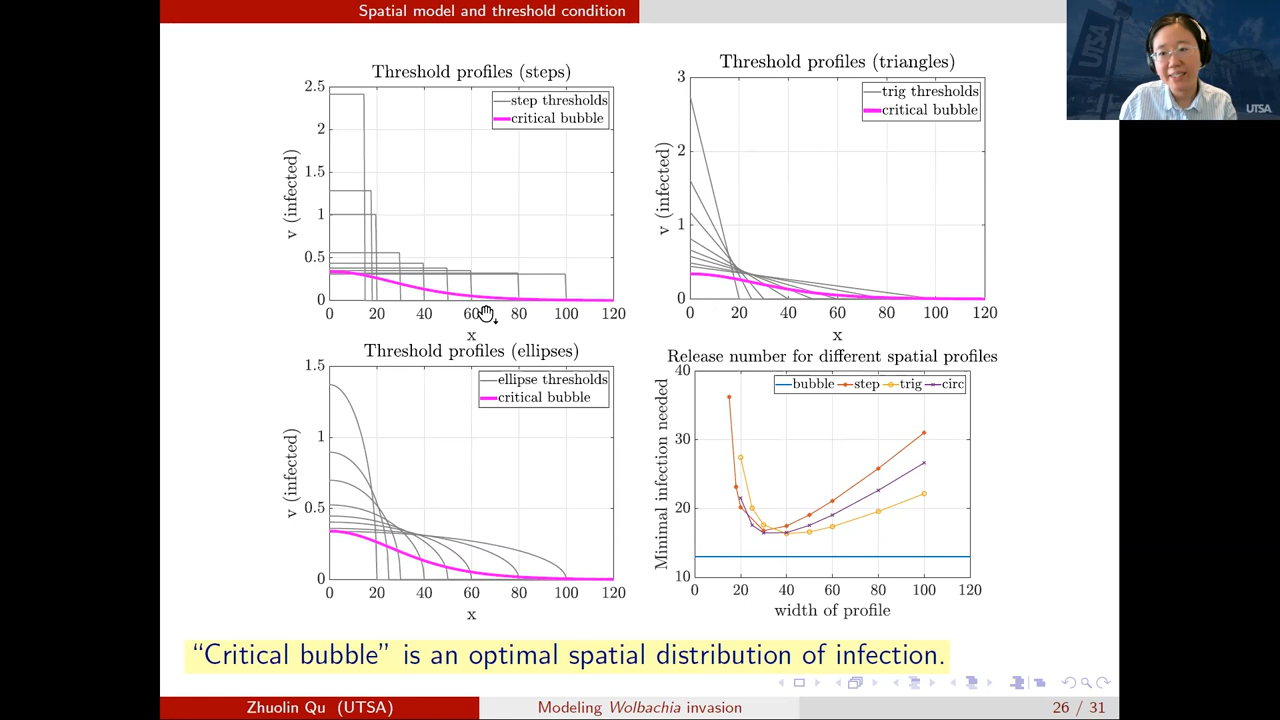 Spatial model and threshold condition
UTSA
UTSA
Threshold profiles (steps)
2.5
2
1.5
1
0.5
0
v (infected)
step thresholds
critical bubble
0 20 40 60 80 100 120
x
Threshold profiles (triangles)
3
2
1
0
v (infected)
trig thresholds
critical bubble
0 20 40 60 80 100 120
x
Threshold profiles (ellipses)
1.5
1
0.5
0
v (infected)
ellipse thresholds
critical bubble
0 20 40 60 80 100 120
x
Release number for different spatial profiles
40
30
20
10
Minimal infection needed
bubble step trig circ
0 20 40 60 80 100 120
width of profile
“Critical bubble” is an optimal spatial distribution of infection.
Zhuolin Qu (UTSA)
Modeling Wolbachia invasion
26 / 31